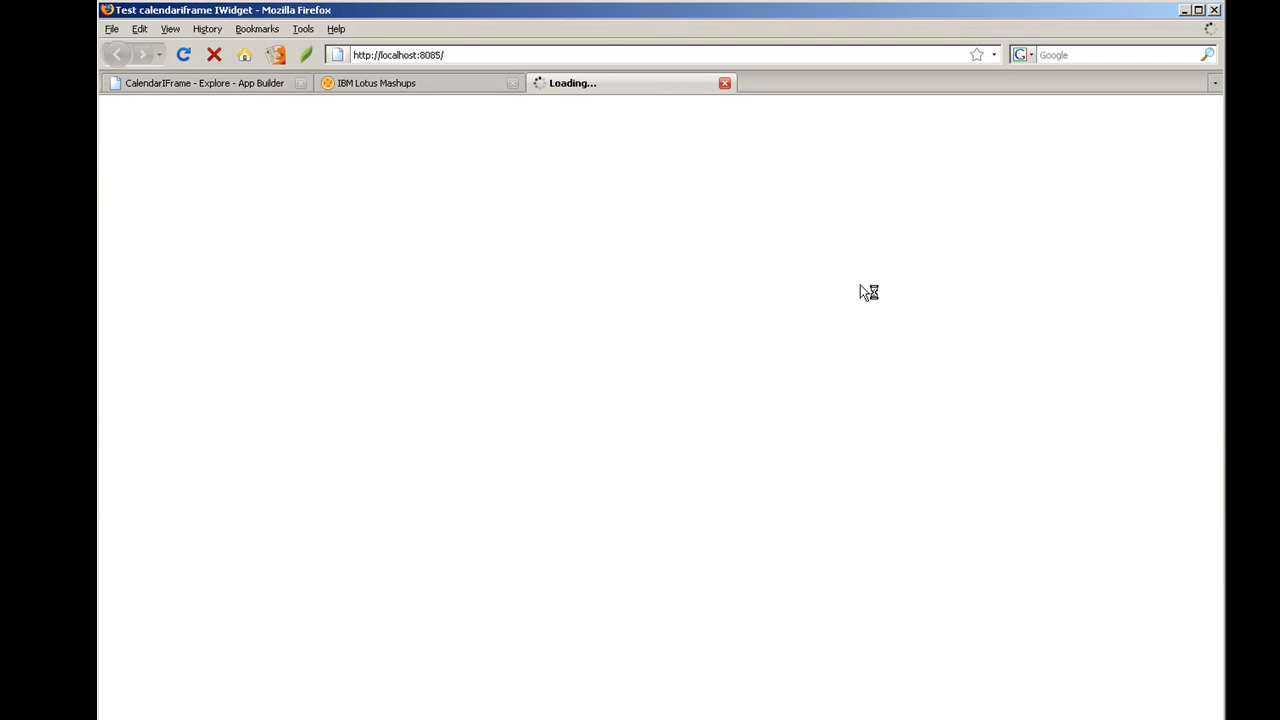 Test calendariframe IWidget - Mozilla Firefox
File Edit View History Bookmarks Tools Help
http://localhost:8085/ G Google
CalendarIFrame - Explore - App Builder IBM Lotus Mashups Loading...